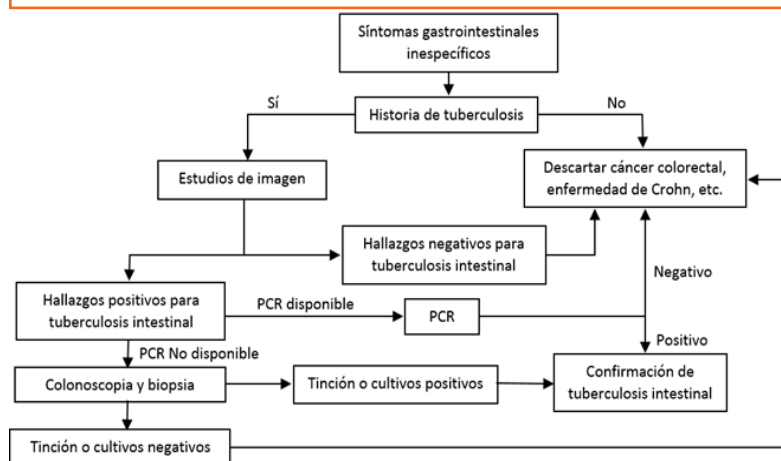 Síntomas gastrointestinales
inespecíficos
Sí
Historia de tuberculosis
No
Estudios de imagen
Descartar cáncer colorectal,
enfermedad de Crohn, etc.
Hallazgos negativos para
tuberculosis intestinal
Negativo
Hallazgos positivos para
tuberculosis intestinal
PCR disponible
PCR
Positivo
PCR No disponible
Colonoscopia y biopsia
Tinción o cultivos positivos
Confirmación de
tuberculosis intestinal
Tinción o cultivos negativos